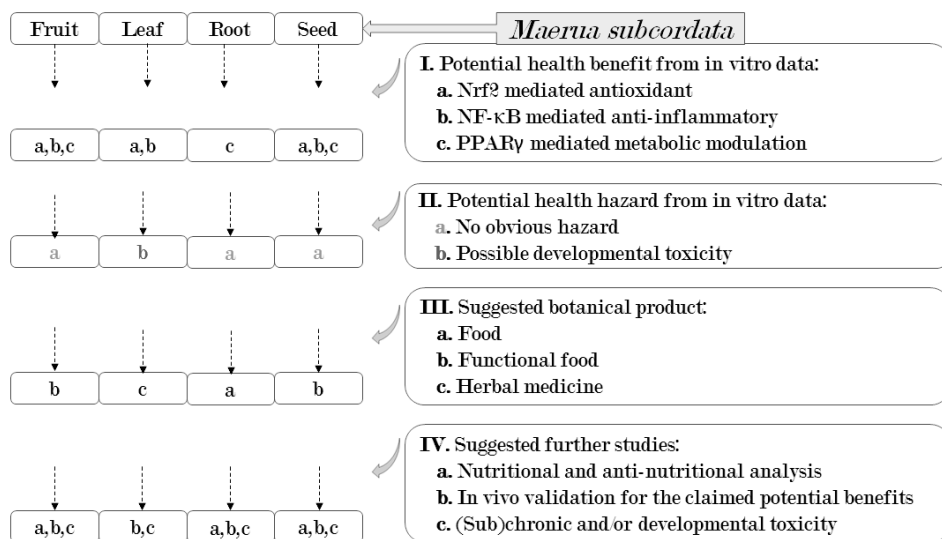 Fruit Leaf Root Seed
Maerua subcordata
I. Potential health benefit from in vitro data:
a. Nrf2 mediated antioxidant
b. NF-κB mediated anti-inflammatory
c. PPARγ mediated metabolic modulation
a,b,c a,b c a,b,c
II. Potential health hazard from in vitro data:
a. No obvious hazard
b. Possible developmental toxicity
a b a a
III. Suggested botanical product:
a. Food
b. Functional food
c. Herbal medicine
b c a b
IV. Suggested further studies:
a. Nutritional and anti-nutritional analysis
b. In vivo validation for the claimed potential benefits
c. (Sub)chronic and/or developmental toxicity
a,b,c b,c a,b,c a,b,c